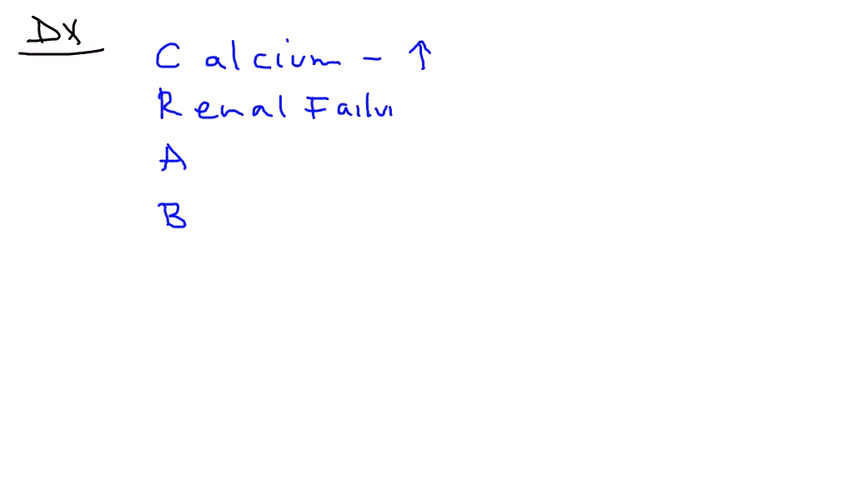 Dx
Calcium - ↑
Renal Failu
A
B